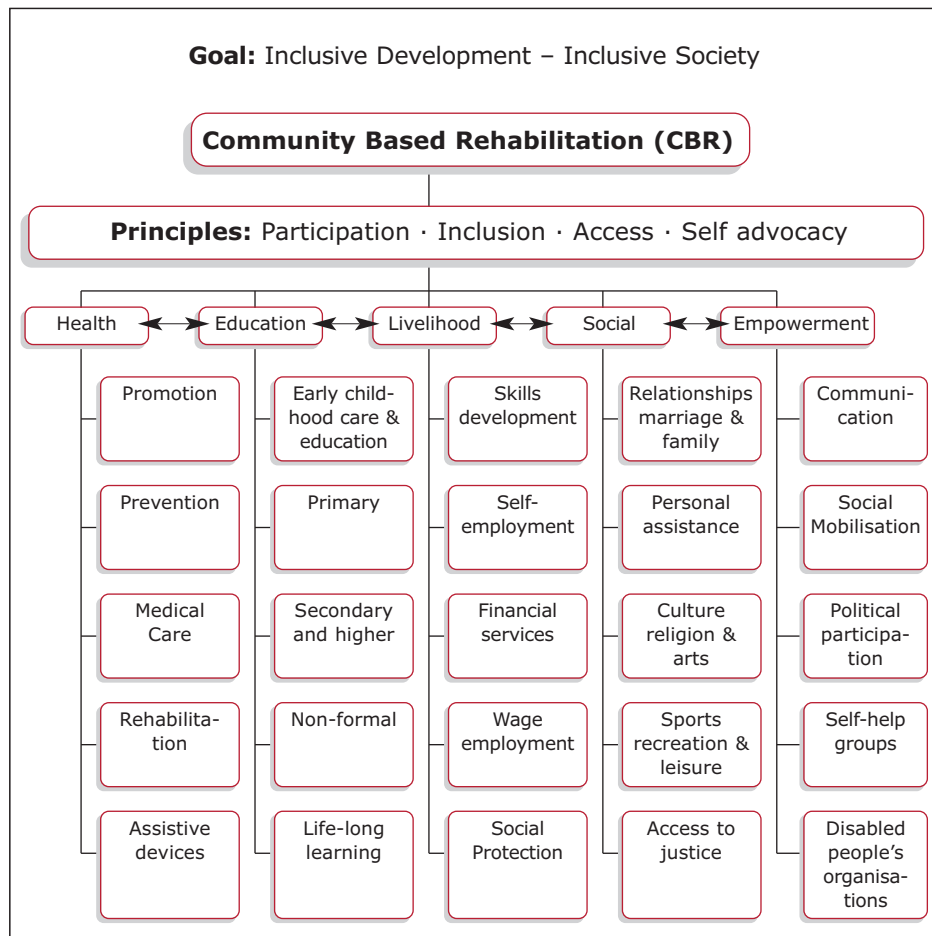 Goal: Inclusive Development – Inclusive Society
Community Based Rehabilitation (CBR)
Principles: Participation · Inclusion · Access · Self advocacy
Health
Education
Livelihood
Social
Empowerment
Promotion
Prevention
Medical
Care
Rehabilita-
tion
Assistive
devices
Early child-
hood care &
education
Primary
Secondary
and higher
Non-formal
Life-long
learning
Skills
development
Self-
employment
Financial
services
Wage
employment
Social
Protection
Relationships
marriage &
family
Personal
assistance
Culture
religion &
arts
Sports
recreation &
leisure
Access to
justice
Communi-
cation
Social
Mobilisation
Political
participa-
tion
Self-help
groups
Disabled
people’s
organisa-
tions